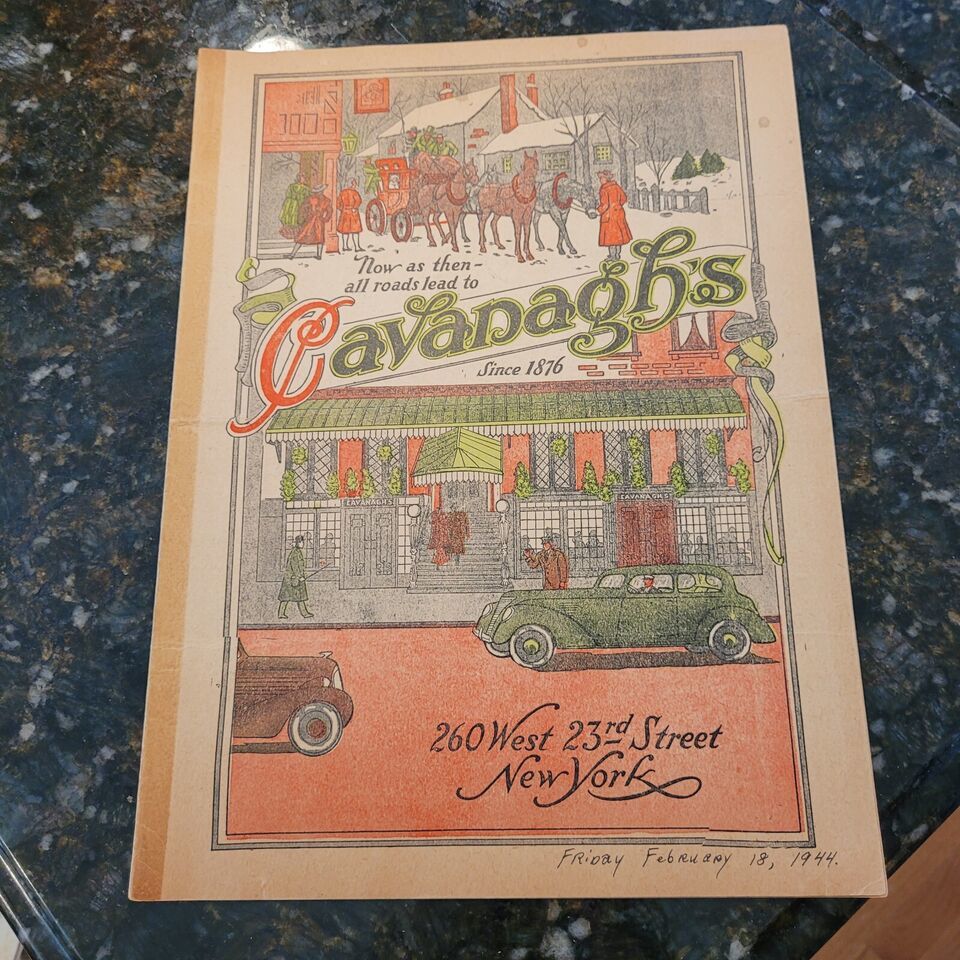 Now as then-
all roads lead to
Cavanagh's
Since 1876
CAVANAGH'S
CAVANAGH'S
260 West 23rd Street
New York
Friday February 18, 1944.